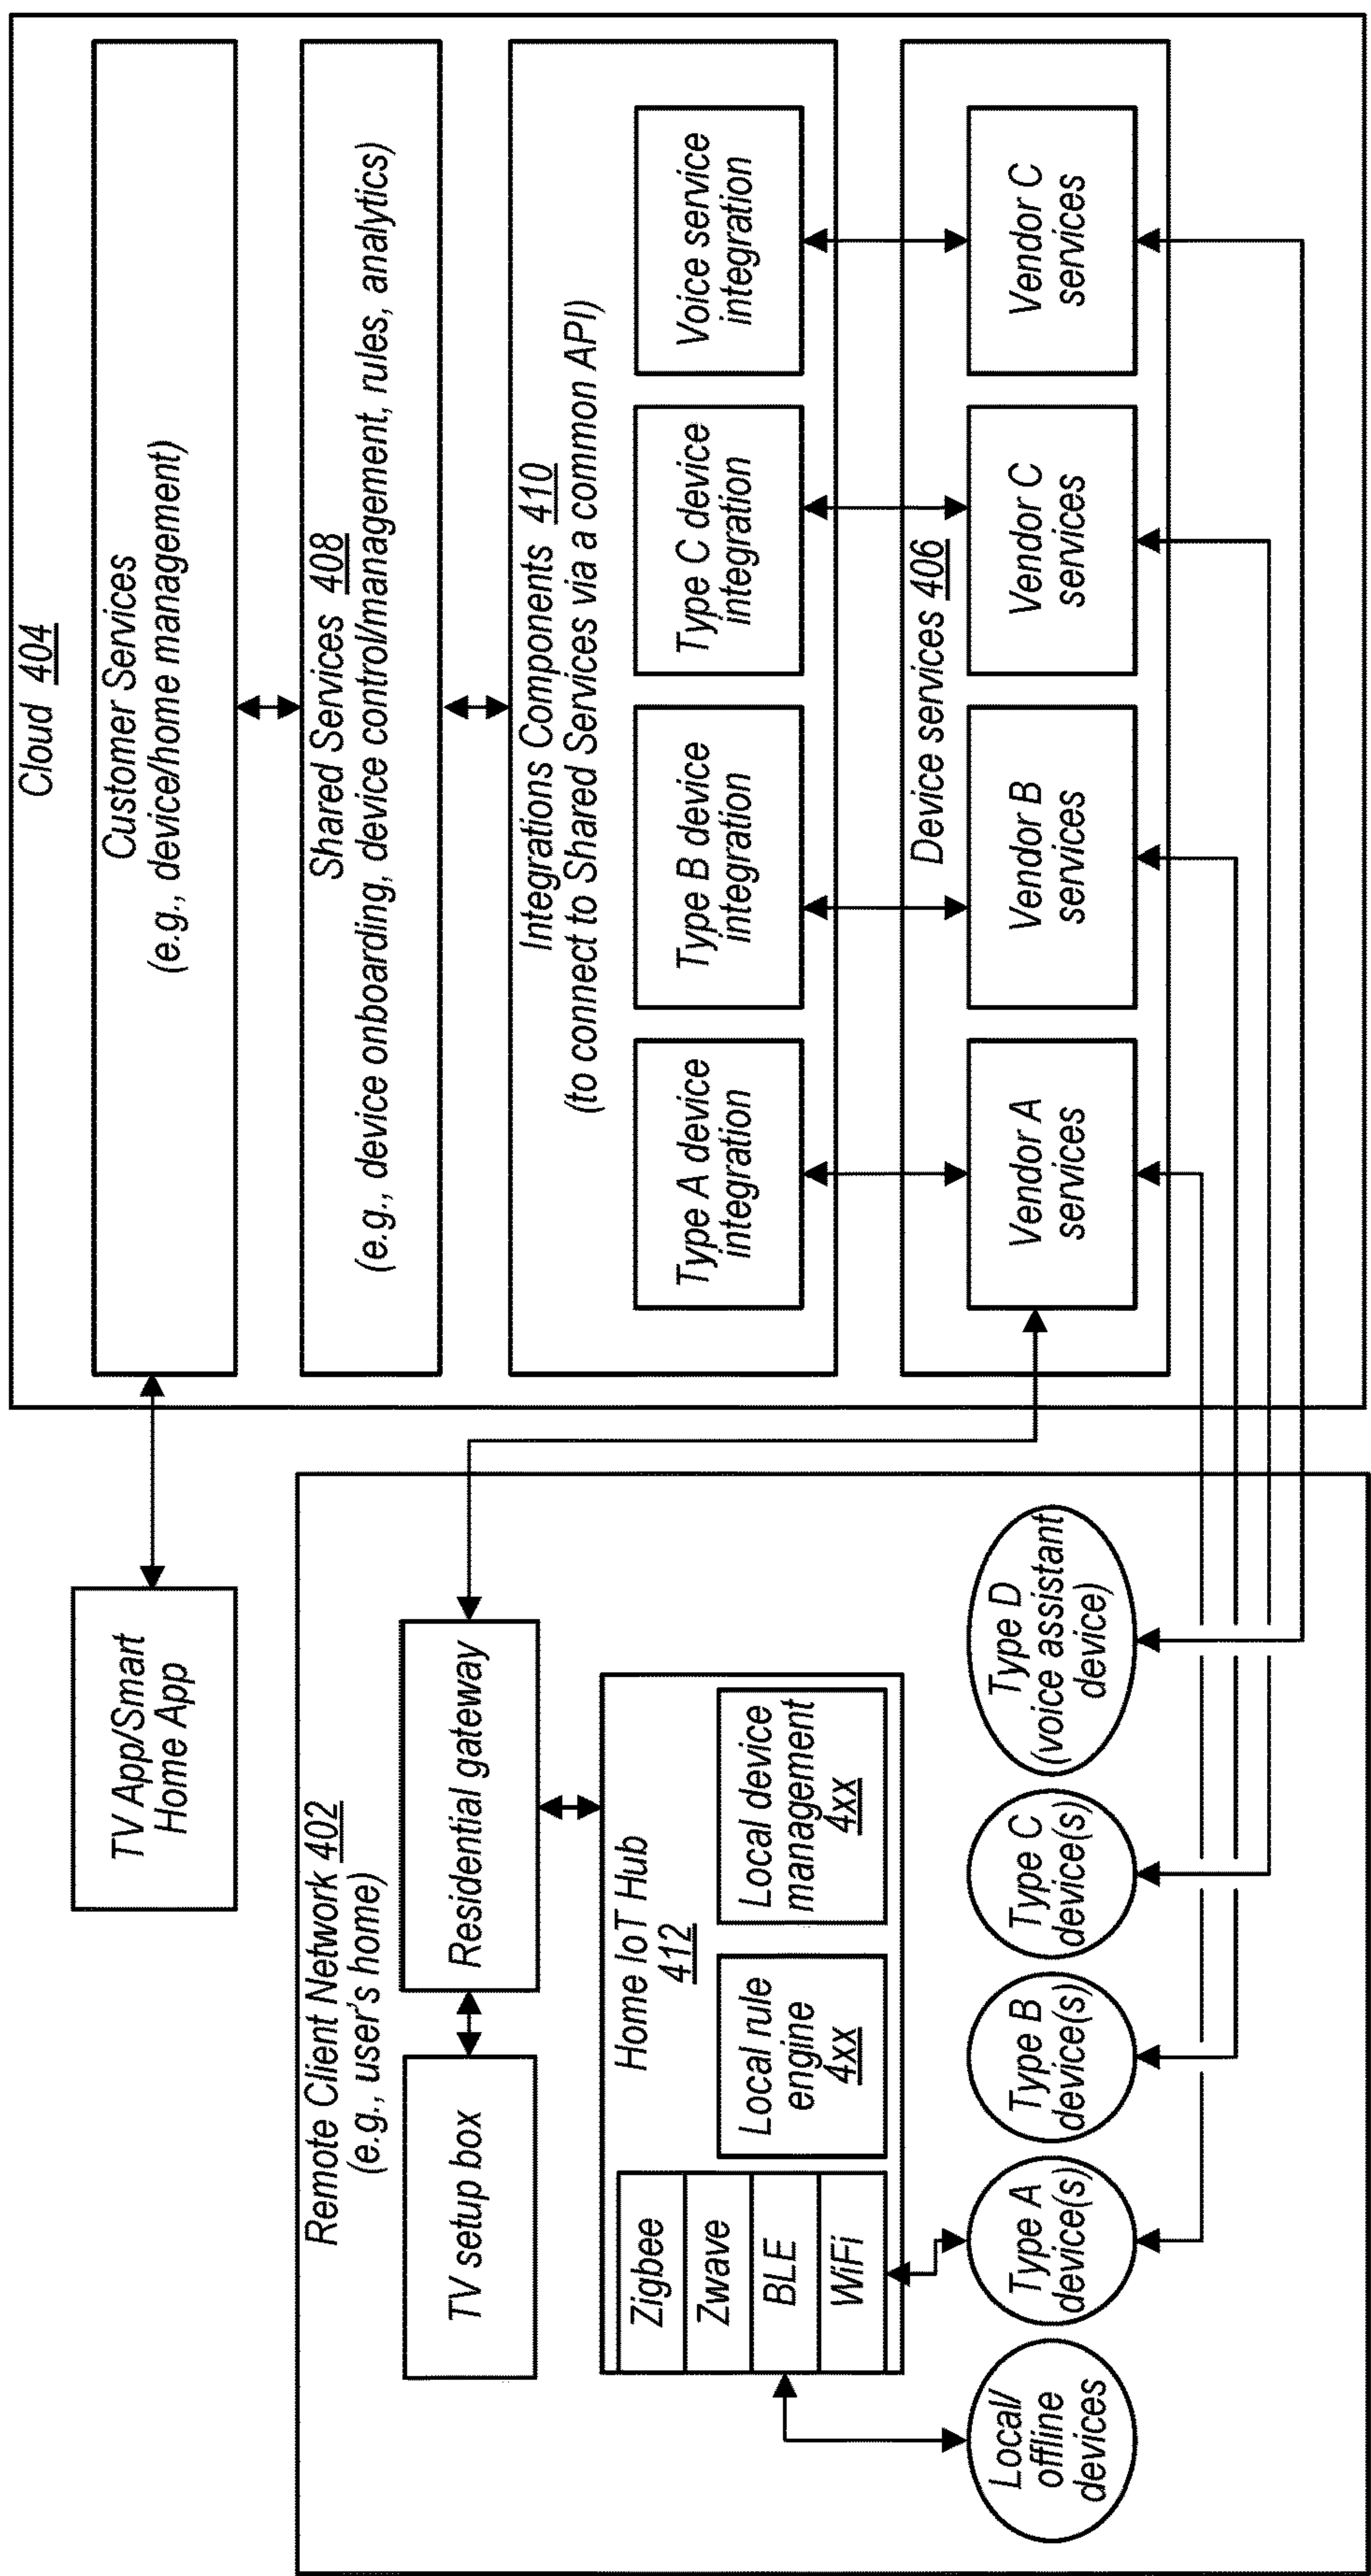 Cloud 404
Customer Services
(e.g., device/home management)
Shared Services 408
(e.g., device onboarding, device control/management, rules, analytics)
Integrations Components 410
(to connect to Shared Services via a common API)
Type A device
integration
Type B device
integration
Type C device
integration
Voice service
integration
Device services 406
Vendor A
services
Vendor B
services
Vendor C
services
Vendor C
services
TV App/Smart
Home App
Remote Client Network 402
(e.g., user's home)
TV setup box
Residential gateway
Home IoT Hub
412
Zigbee
Zwave
BLE
WiFi
Local rule
engine
4xx
Local device
management
4xx
Local/
offline
devices
Type A
device(s)
Type B
device(s)
Type C
device(s)
Type D
(voice assistant
device)